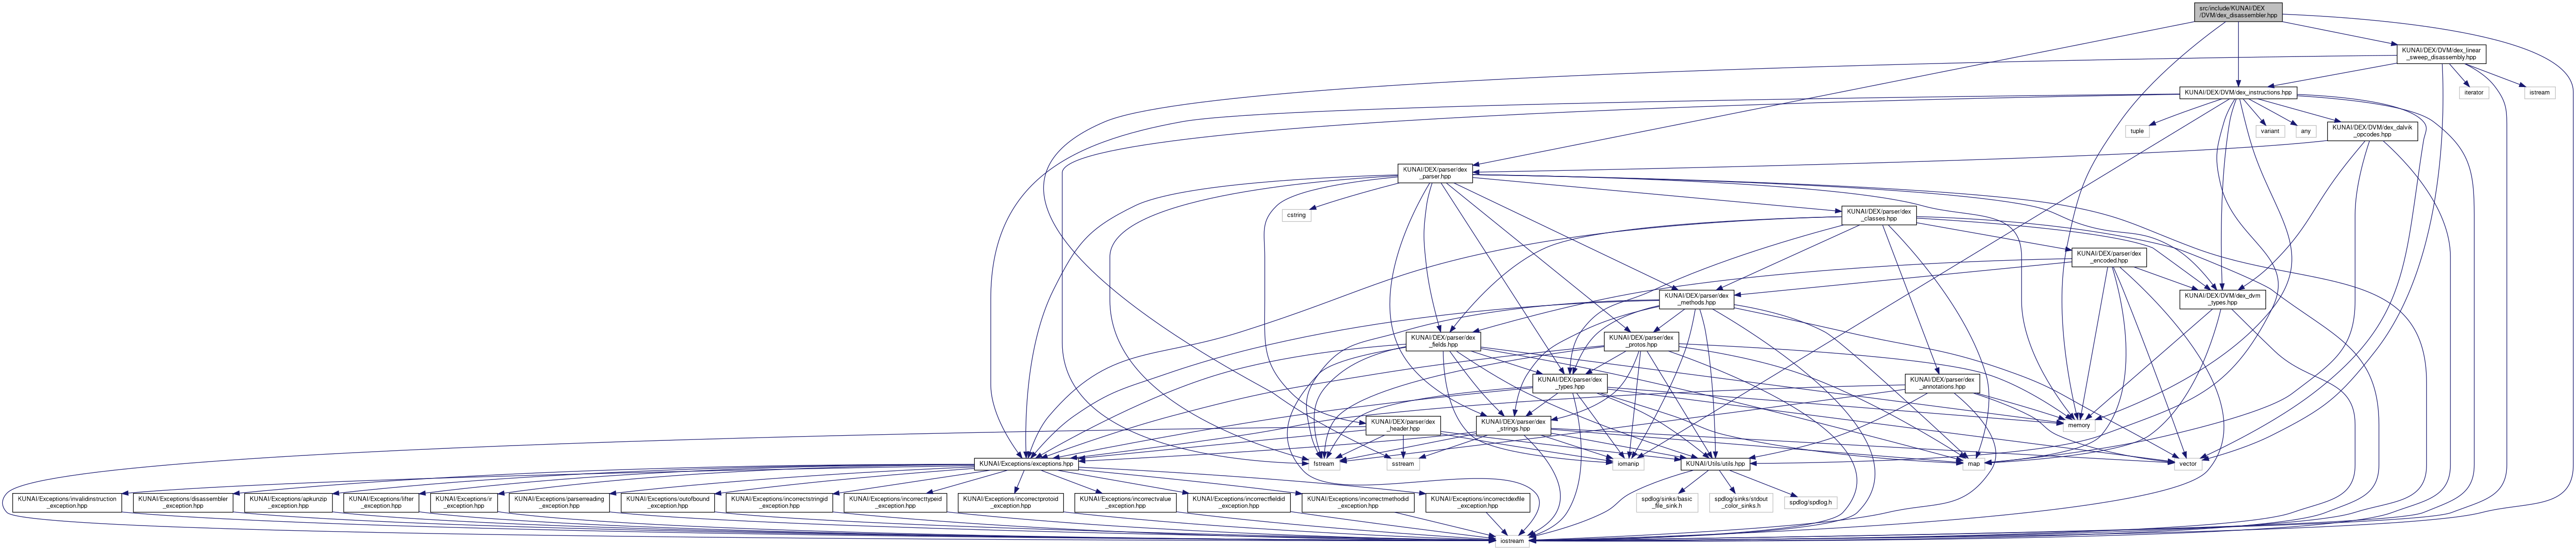 src/include/KUNAI/DEX
/DVM/dex_disassembler.hpp
KUNAI/DEX/DVM/dex_linear
_sweep_disassembly.hpp
KUNAI/DEX/DVM/dex_instructions.hpp
iterator
istream
tuple
variant
any
KUNAI/DEX/DVM/dex_dalvik
_opcodes.hpp
KUNAI/DEX/parser/dex
_parser.hpp
cstring
KUNAI/DEX/parser/dex
_classes.hpp
KUNAI/DEX/parser/dex
_encoded.hpp
KUNAI/DEX/parser/dex
_methods.hpp
KUNAI/DEX/DVM/dex_dvm
_types.hpp
KUNAI/DEX/parser/dex
_fields.hpp
KUNAI/DEX/parser/dex
_protos.hpp
KUNAI/DEX/parser/dex
_types.hpp
KUNAI/DEX/parser/dex
_annotations.hpp
KUNAI/DEX/parser/dex
_header.hpp
KUNAI/DEX/parser/dex
_strings.hpp
memory
KUNAI/Exceptions/exceptions.hpp
fstream
sstream
iomanip
KUNAI/Utils/utils.hpp
map
vector
KUNAI/Exceptions/invalidinstruction
_exception.hpp
KUNAI/Exceptions/disassembler
_exception.hpp
KUNAI/Exceptions/apkunzip
_exception.hpp
KUNAI/Exceptions/lifter
_exception.hpp
KUNAI/Exceptions/ir
_exception.hpp
KUNAI/Exceptions/parserreading
_exception.hpp
KUNAI/Exceptions/outofbound
_exception.hpp
KUNAI/Exceptions/incorrectstringid
_exception.hpp
KUNAI/Exceptions/incorrecttypeid
_exception.hpp
KUNAI/Exceptions/incorrectprotoid
_exception.hpp
KUNAI/Exceptions/incorrectvalue
_exception.hpp
KUNAI/Exceptions/incorrectfieldid
_exception.hpp
KUNAI/Exceptions/incorrectmethodid
_exception.hpp
KUNAI/Exceptions/incorrectdexfile
_exception.hpp
spdlog/sinks/basic
_file_sink.h
spdlog/sinks/stdout
_color_sinks.h
spdlog/spdlog.h
iostream